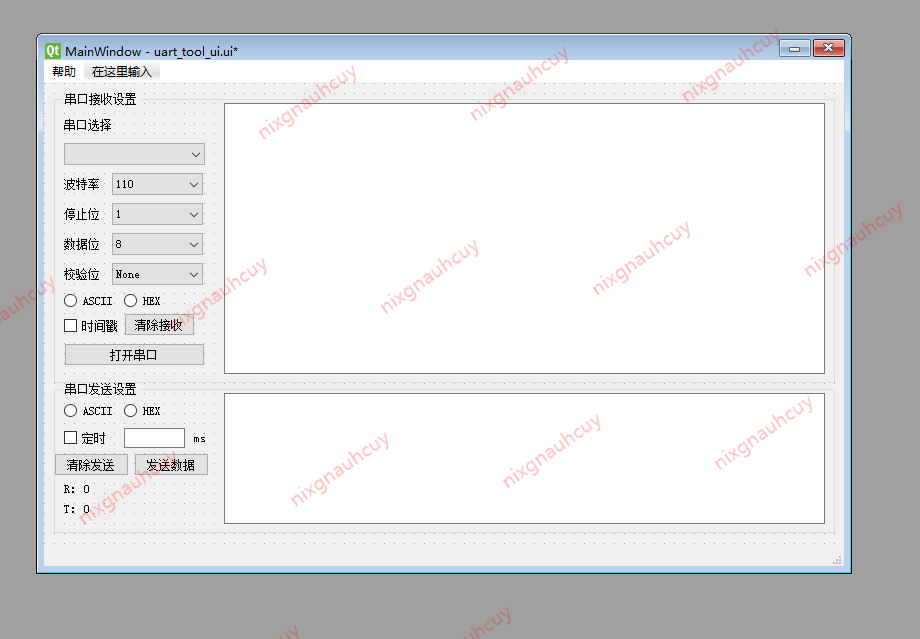 MainWindow - uart_tool_ui.ui*
帮助 在这里输入
串口接收设置
串口选择
波特率 110
停止位 1
数据位 8
校验位 None
ASCII HEX
时间戳 清除接收
打开串口
串口发送设置
ASCII HEX
定时 ms
清除发送 发送数据
R: 0
T: 0
nixgnauhcuy
nixgnauhcuy
nixgnauhcuy
nixgnauhcuy
nixgnauhcuy
nixgnauhcuy
nixgnauhcuy
nixgnauhcuy
nixgnauhcuy
nixgnauhcuy
nixgnauhcuy